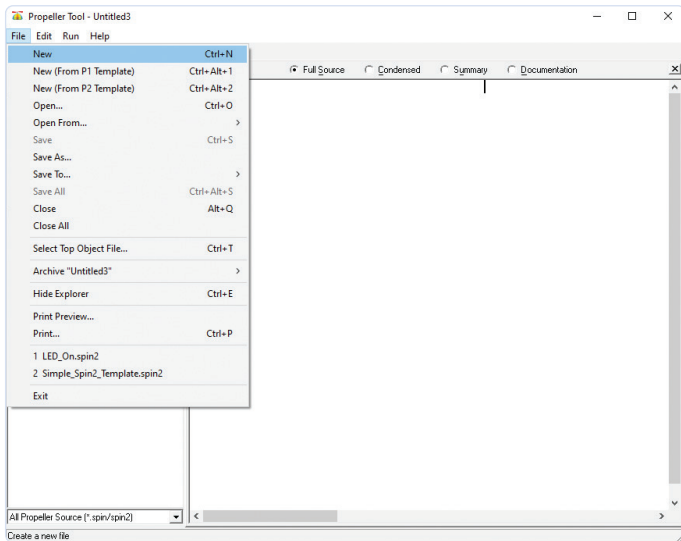 Propeller Tool - Untitled3
File Edit Run Help
New Ctrl+N
New (From P1 Template) Ctrl+Alt+1
New (From P2 Template) Ctrl+Alt+2
Open... Ctrl+O
Open From... >
Save Ctrl+S
Save As...
Save To... >
Save All Ctrl+Alt+S
Close Alt+Q
Close All
Select Top Object File... Ctrl+T
Archive "Untitled3" >
Hide Explorer Ctrl+E
Print Preview...
Print... Ctrl+P
1 LED_On.spin2
2 Simple_Spin2_Template.spin2
Exit
Full Source Condensed Summary Documentation
All Propeller Source (*.spin/spin2)
Create a new file